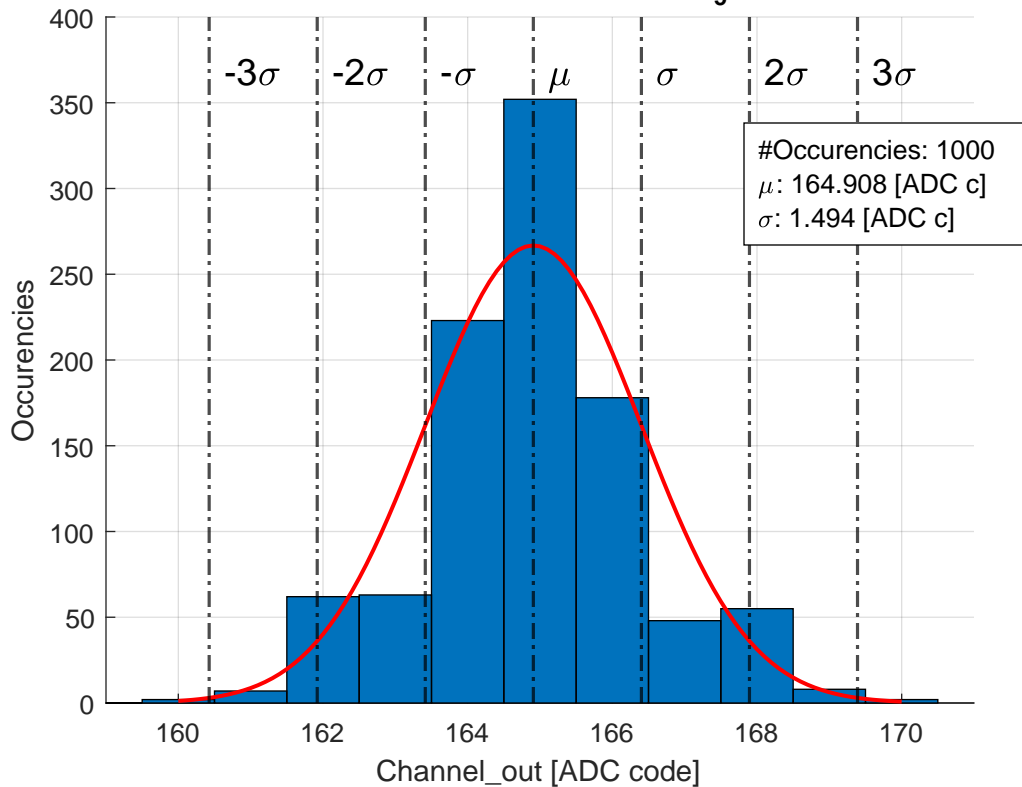 400
350
300
250
200
150
100
50
0
Occurencies
-3σ -2σ -σ μ σ 2σ 3σ
#Occurencies: 1000
μ: 164.908 [ADC c]
σ: 1.494 [ADC c]
160 162 164 166 168 170
Channel_out [ADC code]